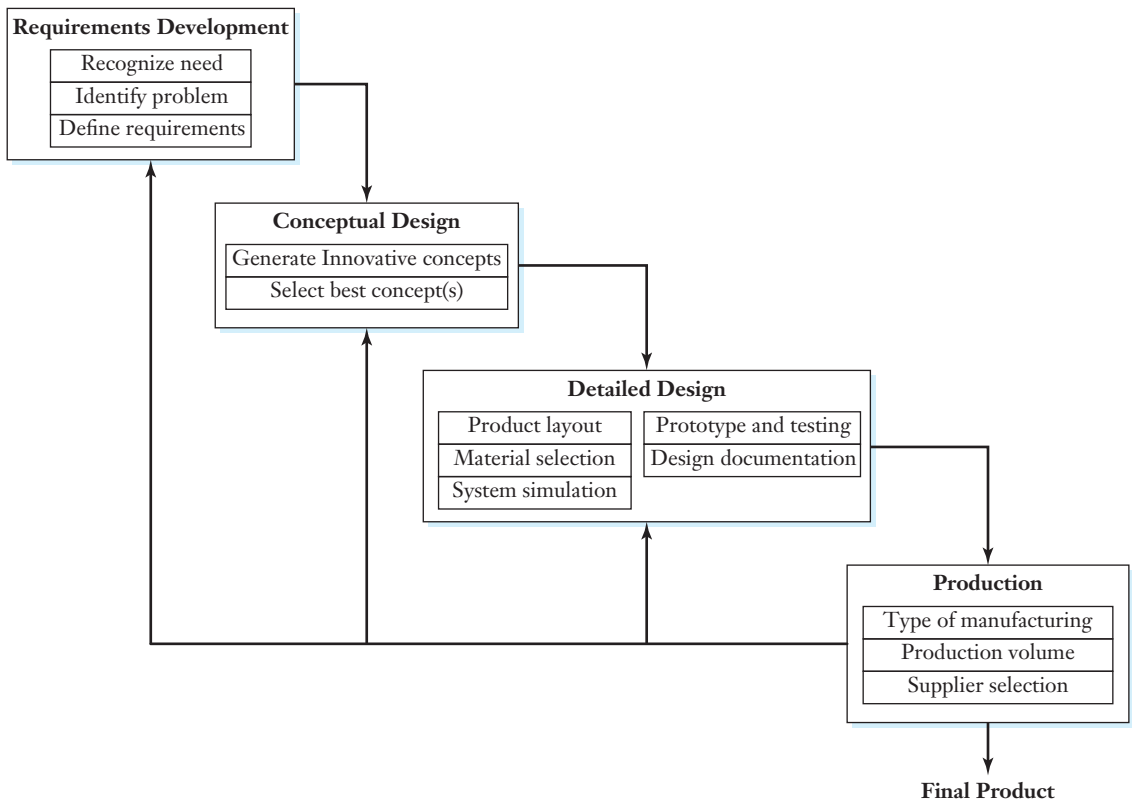 Requirements Development
Recognize need
Identify problem
Define requirements
Conceptual Design
Generate Innovative concepts
Select best concept(s)
Detailed Design
Product layout
Material selection
System simulation
Prototype and testing
Design documentation
Production
Type of manufacturing
Production volume
Supplier selection
Final Product